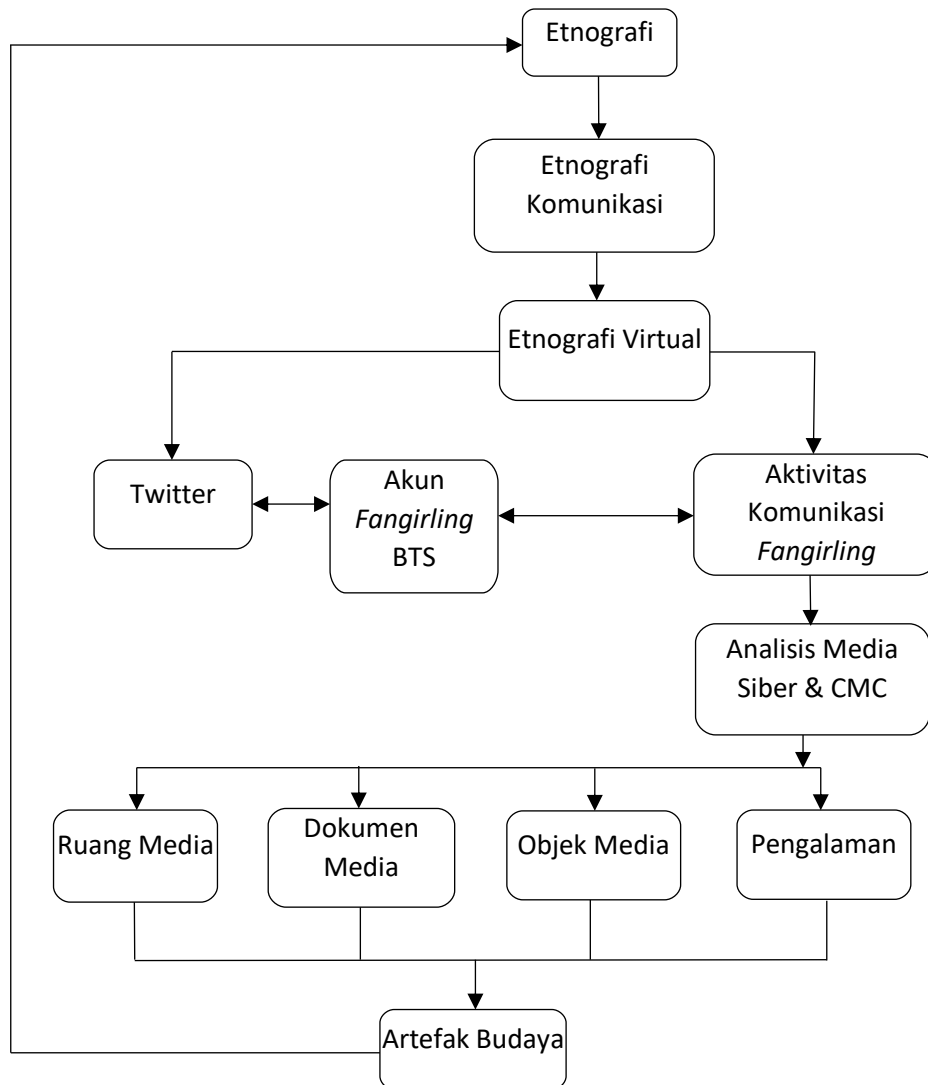 Etnografi
Etnografi
Komunikasi
Etnografi Virtual
Twitter
Akun
Fangirling
BTS
Aktivitas
Komunikasi
Fangirling
Analisis Media
Siber & CMC
Ruang Media
Dokumen
Media
Objek Media
Pengalaman
Artefak Budaya